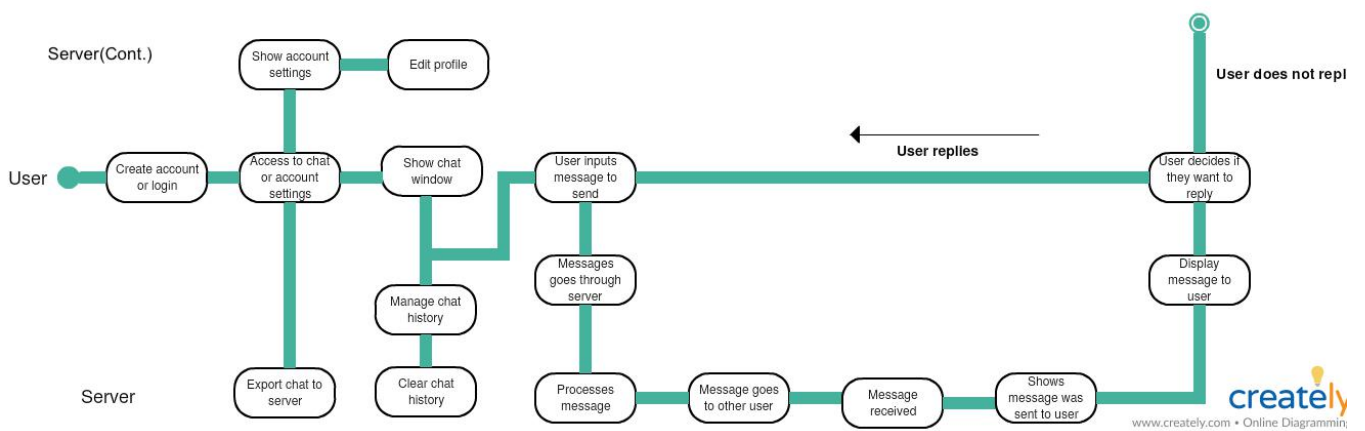 Server(Cont.)
Show account
settings
Edit profile
User does not repl
User replies
User
Create account
or login
Access to chat
or account
settings
Show chat
window
User inputs
message to
send
User decides if
they want to
reply
Messages
goes through
server
Display
message to
user
Manage chat
history
Server
Export chat to
server
Clear chat
history
Processes
message
Message goes
to other user
Message
received
Shows
message was
sent to user
creately
www.creately.com • Online Diagramming